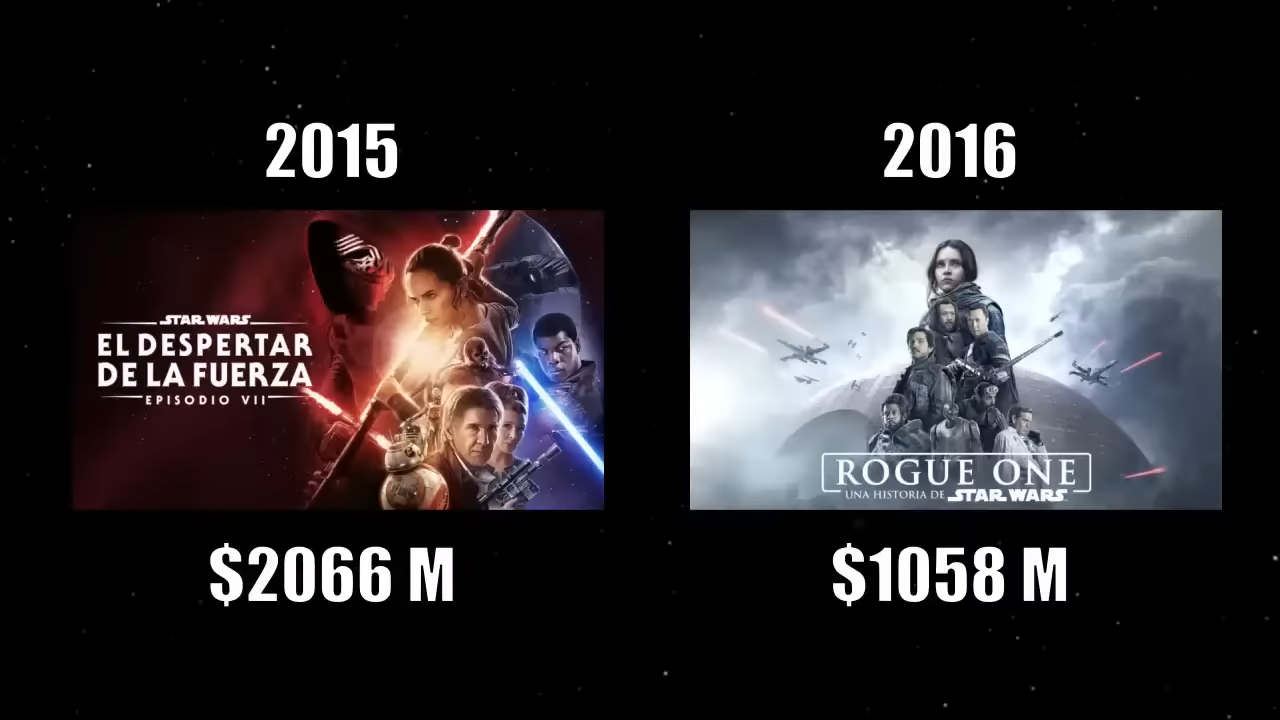 2015
2016
STAR WARS
EL DESPERTAR
DE LA FUERZA
EPISODIO VII
ROGUE ONE
UNA HISTORIA DE STAR WARS
$2066 M
$1058 M